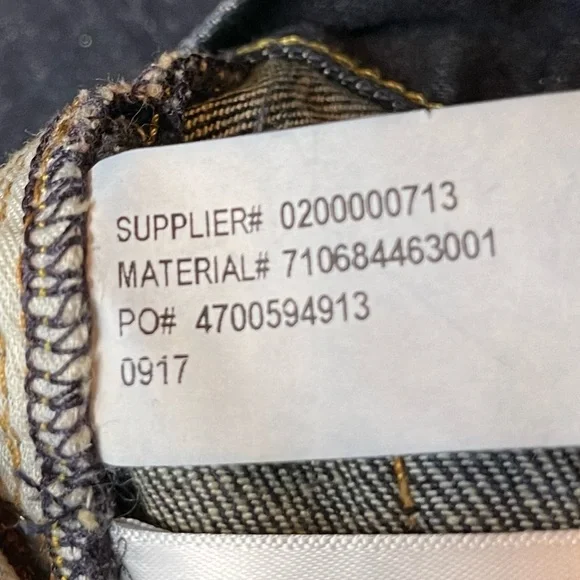 SUPPLIER# 0200000713
MATERIAL# 710684463001
PO# 4700594913
0917